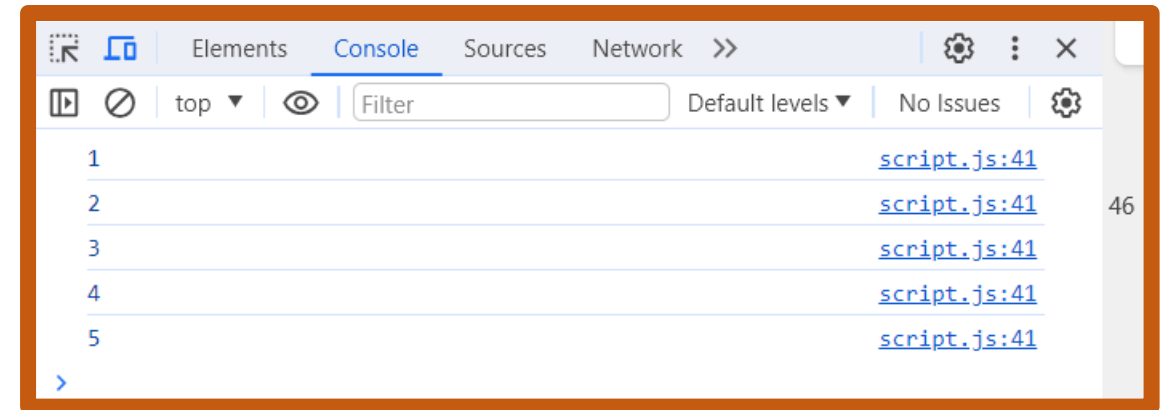 Elements Console Sources Network
top Filter Default levels No Issues
1 script.js:41
2 script.js:41
46
3 script.js:41
4 script.js:41
5 script.js:41